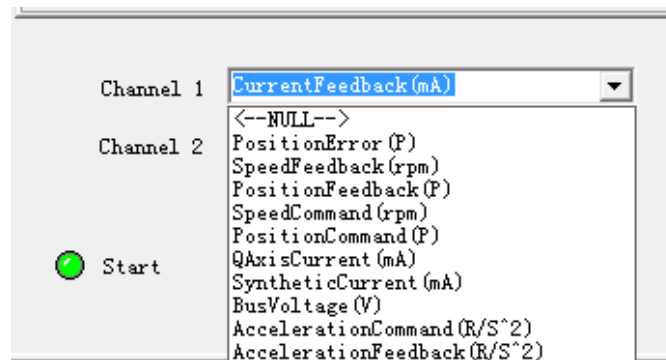 Channel 1 CurrentFeedback(mA)
<--NULL-->
Channel 2 PositionError(P)
SpeedFeedback(rpm)
PositionFeedback(P)
SpeedCommand(rpm)
PositionCommand(P)
Start QAxisCurrent(mA)
SyntheticCurrent(mA)
BusVoltage(V)
AccelerationCommand(R/S^2)
AccelerationFeedback(R/S^2)